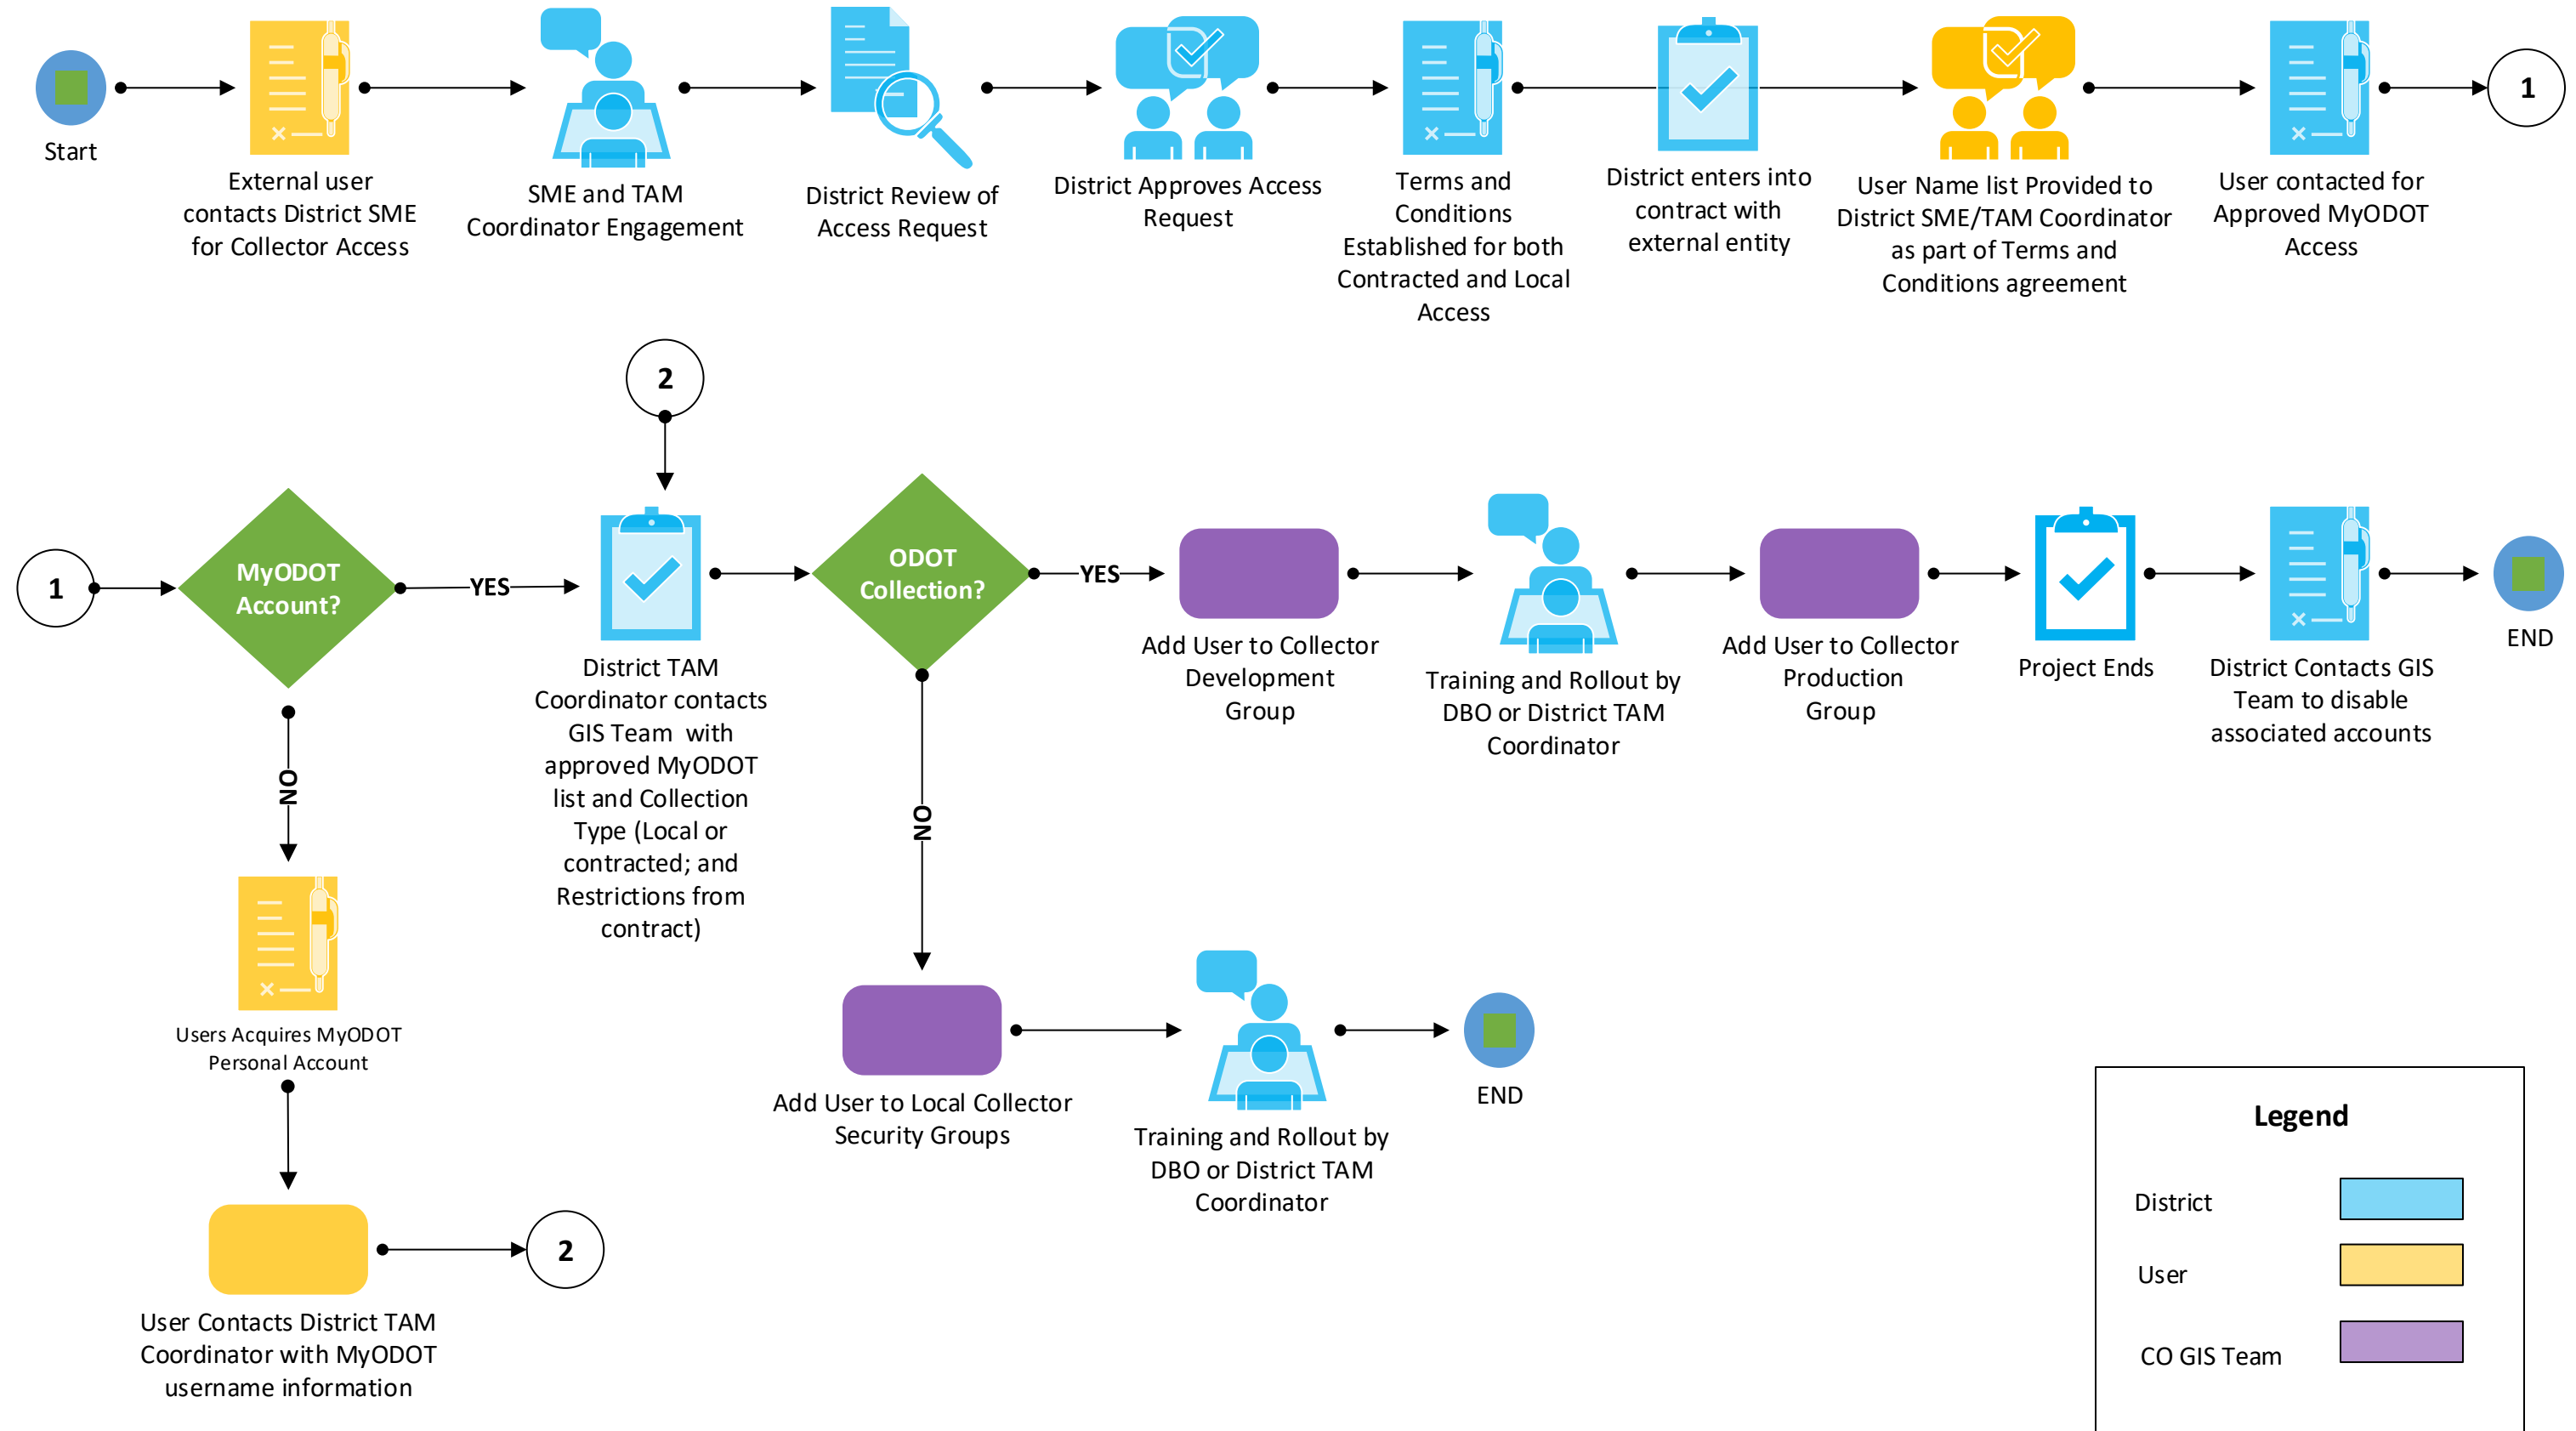 Start
External user
contacts District SME
for Collector Access
SME and TAM
Coordinator Engagement
District Review of
Access Request
District Approves Access
Request
Terms and
Conditions
Established for both
Contracted and Local
Access
District enters into
contract with
external entity
User Name list Provided to
District SME/TAM Coordinator
as part of Terms and
Conditions agreement
User contacted for
Approved MyODOT
Access
1
2
1
MyODOT
Account?
YES
NO
District TAM
Coordinator contacts
GIS Team with
approved MyODOT
list and Collection
Type (Local or
contracted; and
Restrictions from
contract)
ODOT
Collection?
YES
NO
Add User to Collector
Development
Group
Training and Rollout by
DBO or District TAM
Coordinator
Add User to Collector
Production
Group
Project Ends
District Contacts GIS
Team to disable
associated accounts
END
Users Acquires MyODOT
Personal Account
User Contacts District TAM
Coordinator with MyODOT
username information
2
Add User to Local Collector
Security Groups
Training and Rollout by
DBO or District TAM
Coordinator
END
Legend
District
User
CO GIS Team